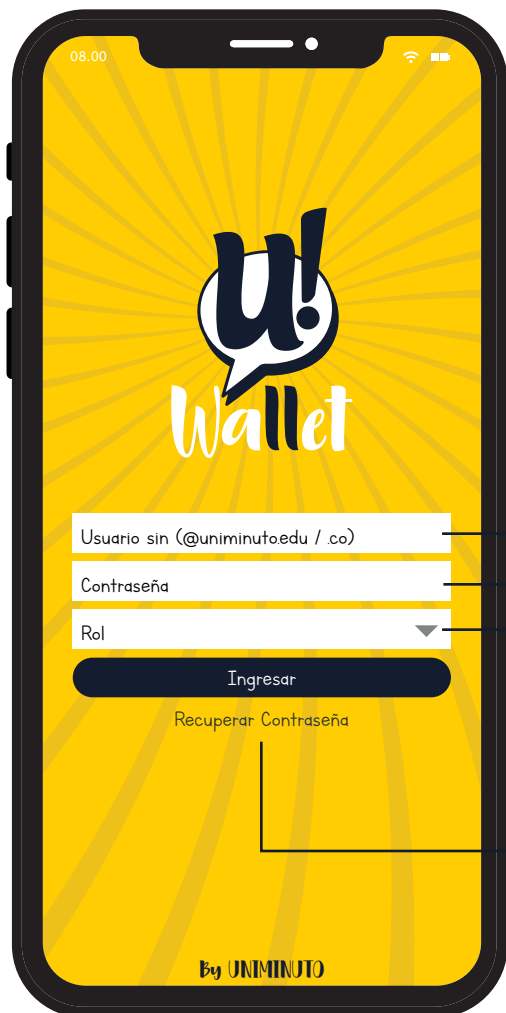 08.00
U!
Wallet
Usuario sin (@uniminuto.edu / .co)
Contraseña
Rol
Ingresar
Recuperar Contraseña
By UNIMINUTO